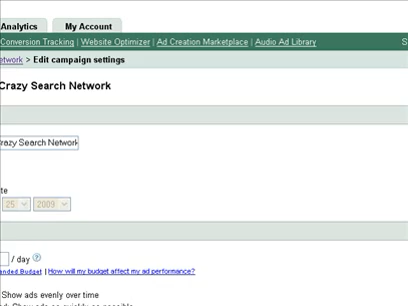 Analytics My Account
Conversion Tracking | Website Optimizer | Ad Creation Marketplace | Audio Ad Library S
etwork > Edit campaign settings
Crazy Search Network
razy Search Network
te
25 2009
/ day ?
anded Budget | How will my budget affect my ad performance?
Show ads evenly over time